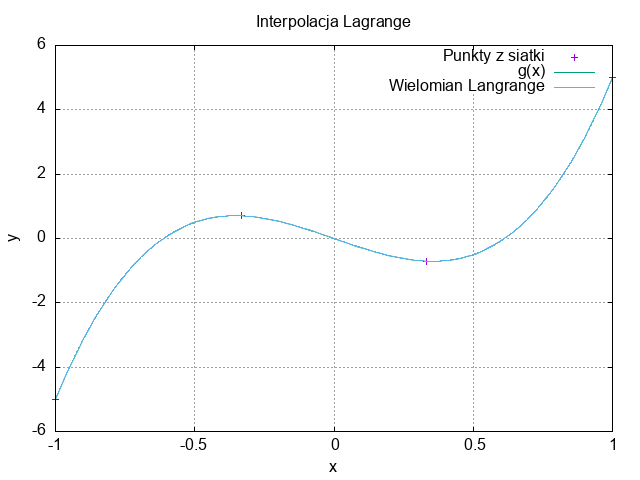 Interpolacja Lagrange
6
4
2
0
-2
-4
-6
y
Punkty z siatki
g(x)
Wielomian Langrange
-1
-0.5
0
0.5
1
x